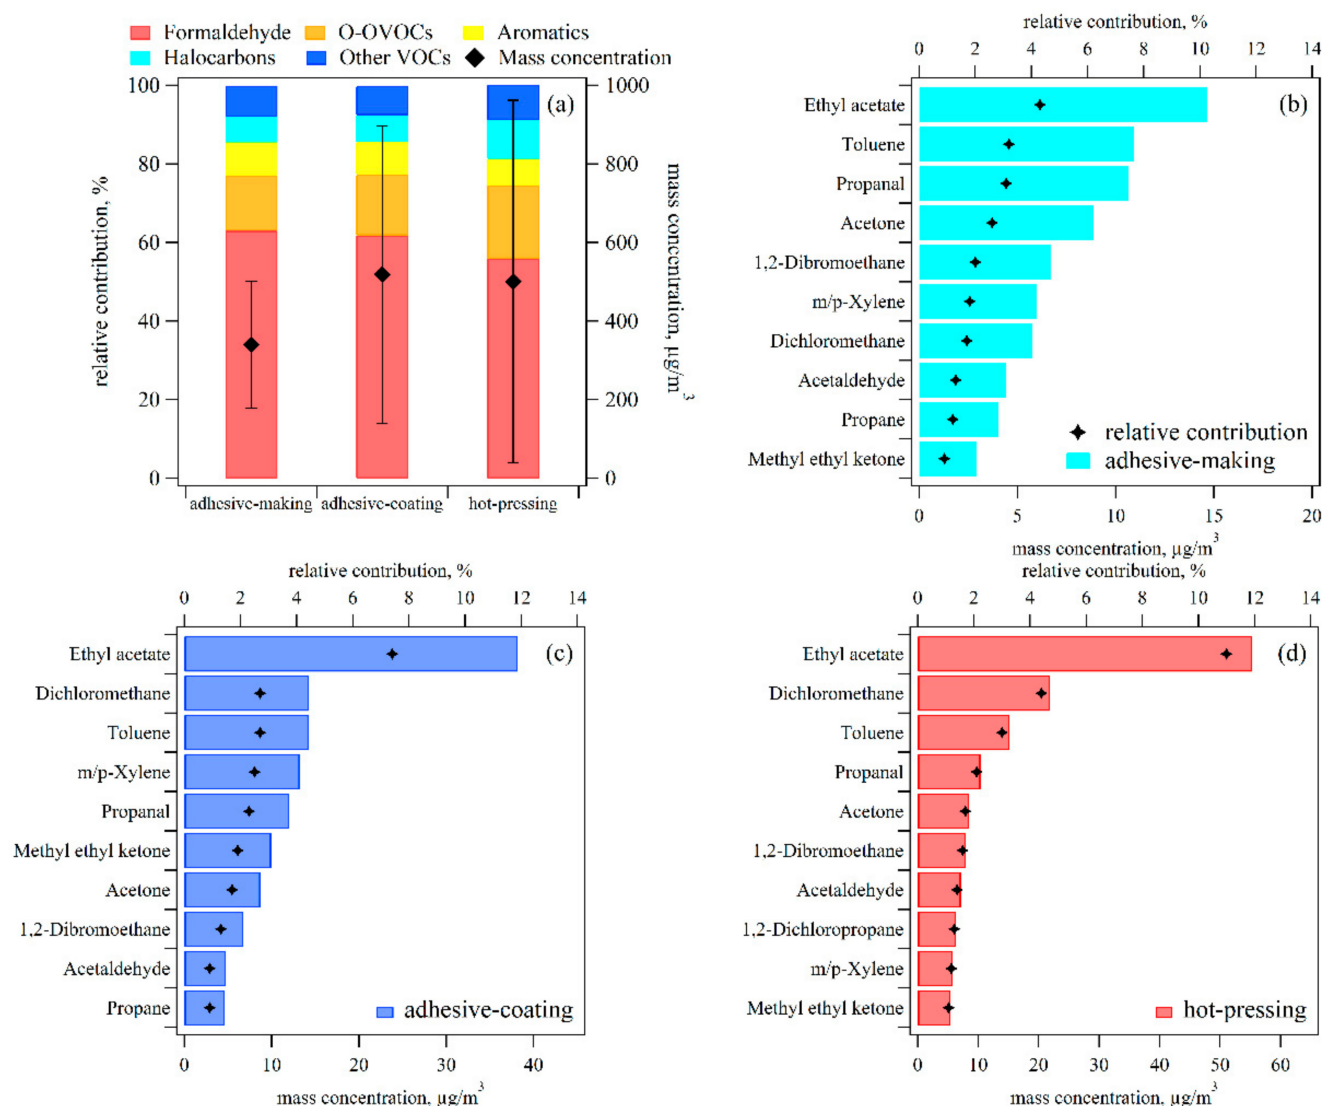 Formaldehyde O-OVOCs Aromatics
Halocarbons Other VOCs Mass concentration
100
80
60
40
20
0
relative contribution, %
1000
800
600
400
200
0
mass concentration, µg/m³
(a)
adhesive-making adhesive-coating hot-pressing
relative contribution, %
0 2 4 6 8 10 12 14
(b)
Ethyl acetate
Toluene
Propanal
Acetone
1,2-Dibromoethane
m/p-Xylene
Dichloromethane
Acetaldehyde
Propane
Methyl ethyl ketone
relative contribution
adhesive-making
0 5 10 15 20
mass concentration, µg/m³
relative contribution, %
0 2 4 6 8 10 12 14
(c)
Ethyl acetate
Dichloromethane
Toluene
m/p-Xylene
Propanal
Methyl ethyl ketone
Acetone
1,2-Dibromoethane
Acetaldehyde
Propane
adhesive-coating
0 10 20 30 40
mass concentration, µg/m³
relative contribution, %
0 2 4 6 8 10 12 14
(d)
Ethyl acetate
Dichloromethane
Toluene
Propanal
Acetone
1,2-Dibromoethane
Acetaldehyde
1,2-Dichloropropane
m/p-Xylene
Methyl ethyl ketone
hot-pressing
0 10 20 30 40 50 60
mass concentration, µg/m³